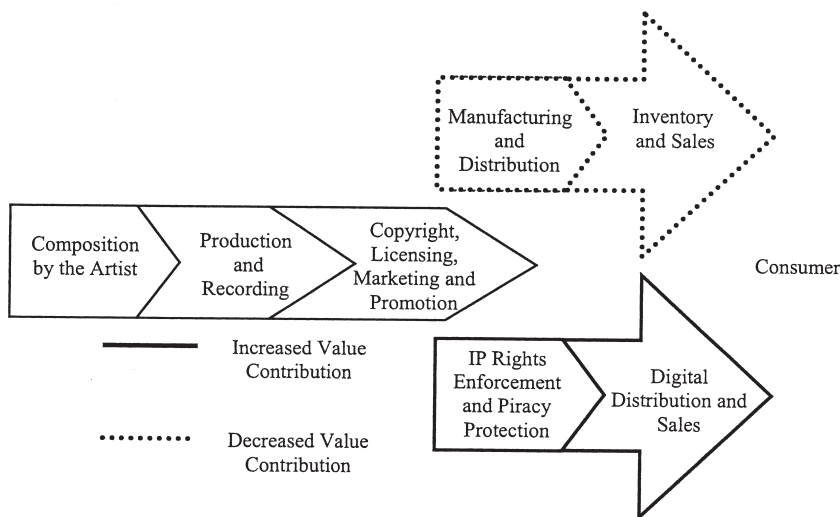 Manufacturing
and
Distribution
Inventory
and Sales
Composition
by the Artist
Production
and
Recording
Copyright,
Licensing,
Marketing and
Promotion
Consumer
Increased Value
Contribution
IP Rights
Enforcement
and Piracy
Protection
Digital
Distribution and
Sales
Decreased Value
Contribution